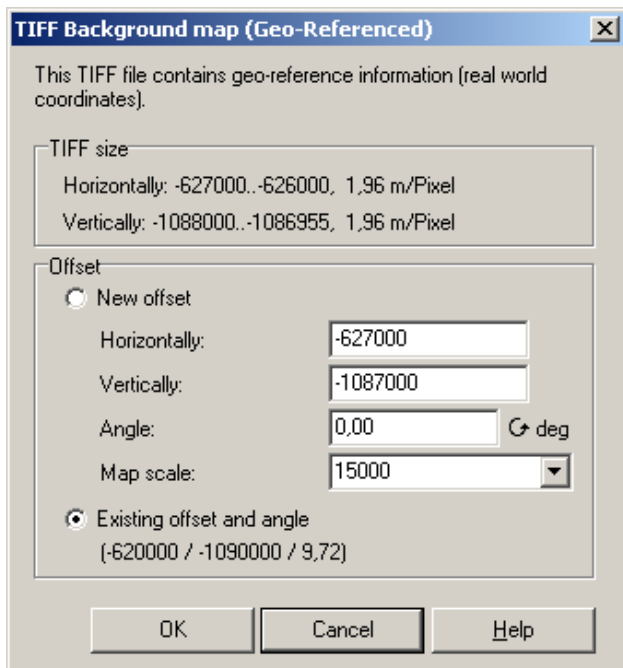 TIFF Background map (Geo-Referenced)
This TIFF file contains geo-reference information (real world
coordinates).
TIFF size
Horizontally: -627000..-626000, 1,96 m/Pixel
Vertically: -1088000..-1086955, 1,96 m/Pixel
Offset
New offset
Horizontally: -627000
Vertically: -1087000
Angle: 0,00 deg
Map scale: 15000
Existing offset and angle
(-620000 / -1090000 / 9,72)
OK Cancel Help